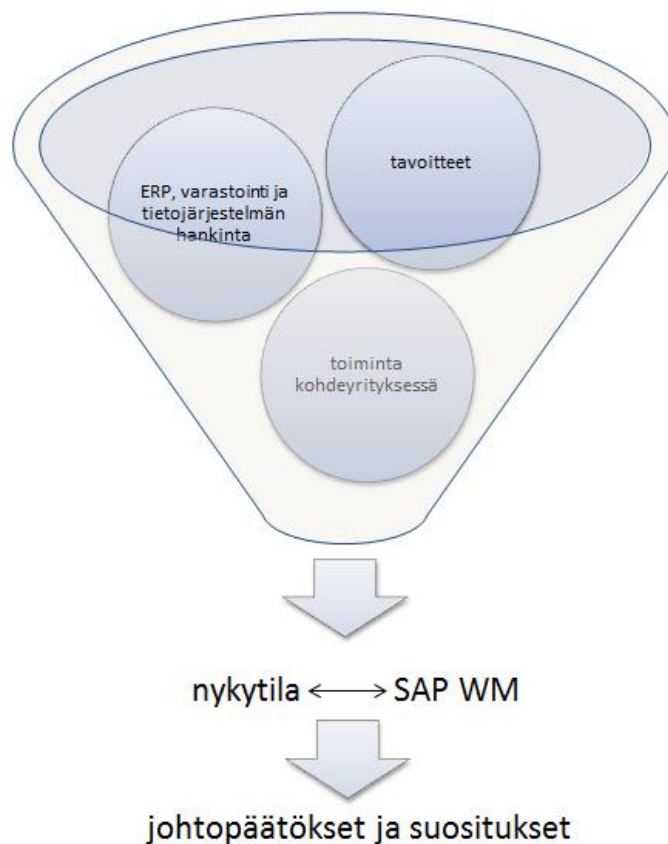 tavoitteet
ERP, varastointi ja
tietojärjestelmän
hankinta
toiminta
kohdeyrityksessä
nykytila ↔ SAP WM
johtopäätökset ja suositukset